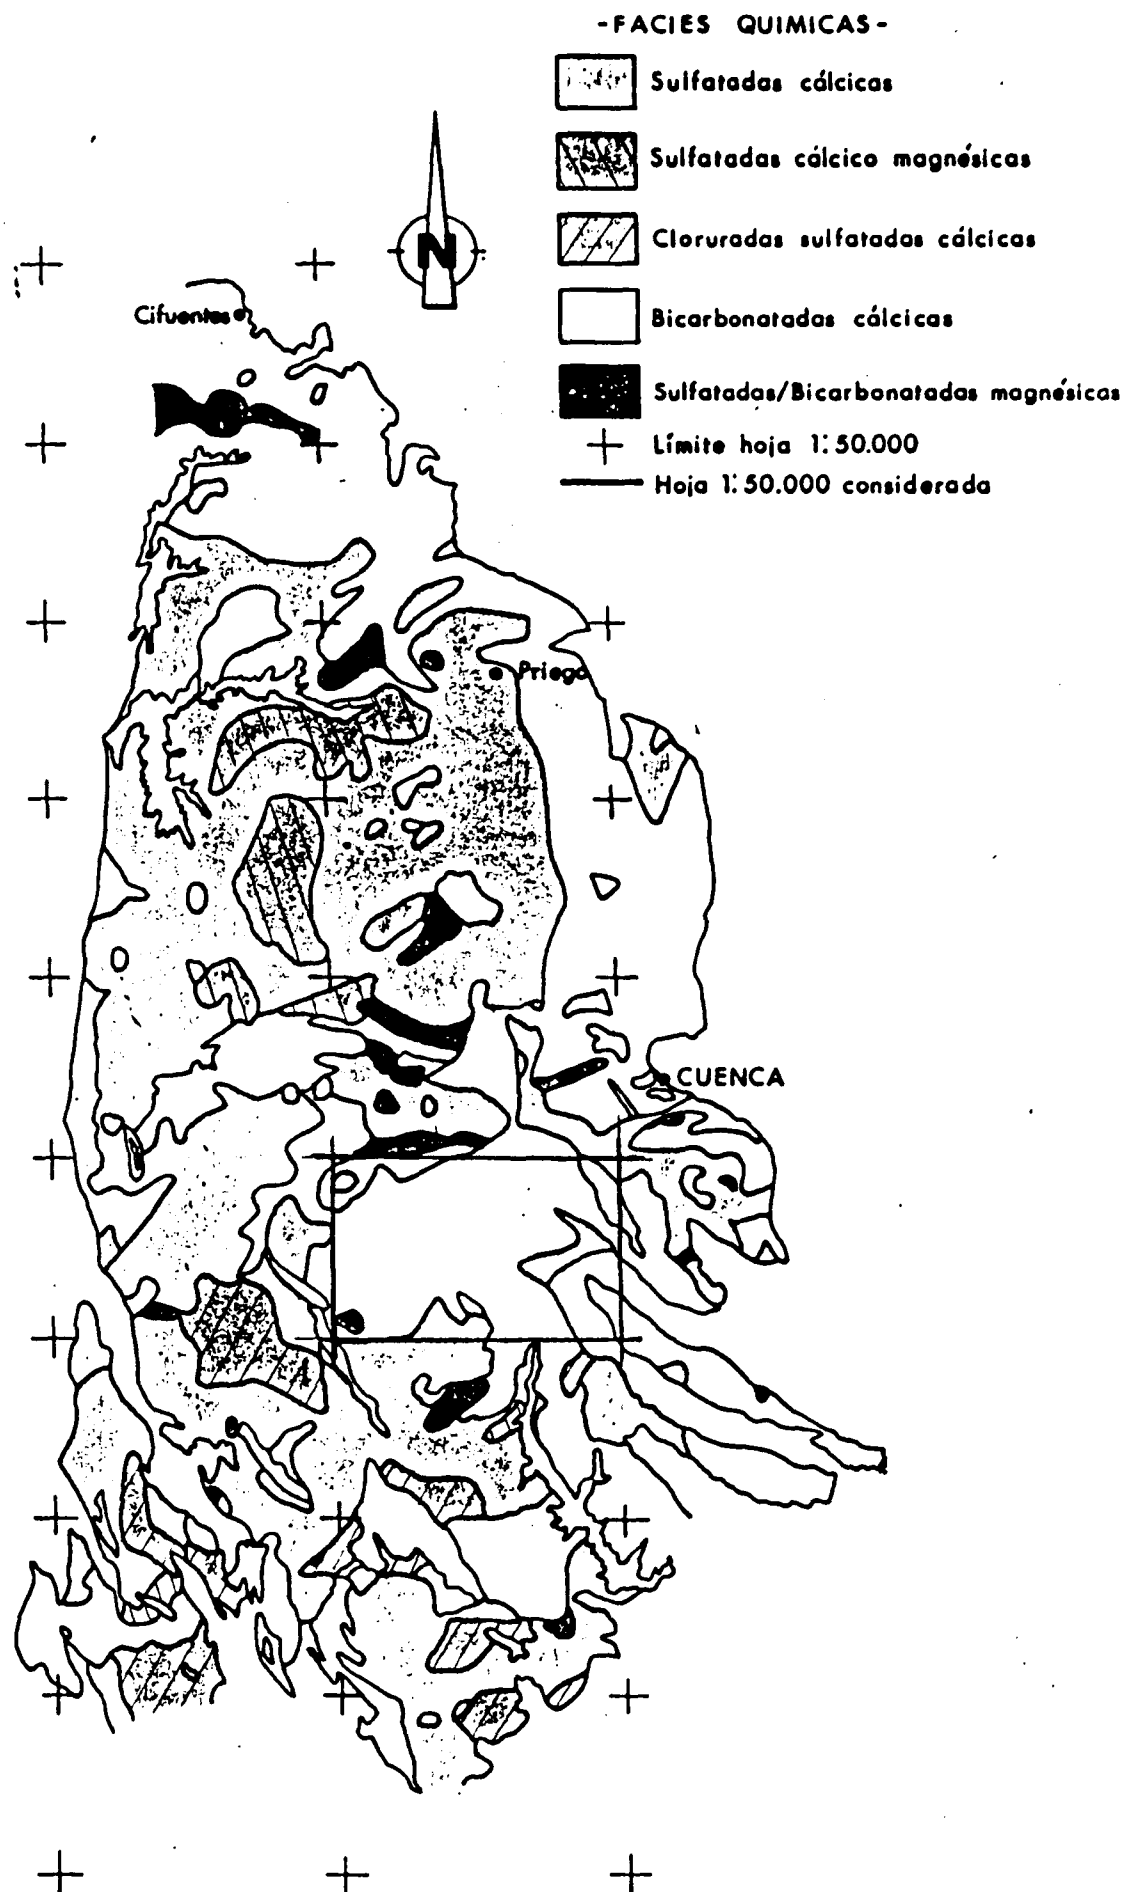 -FACIES QUIMICAS-
Sulfatadas cálcicas
Sulfatadas cálcico magnésicas
Cloruradas sulfatadas cálcicas
Bicarbonatadas cálcicas
Sulfatadas/Bicarbonatadas magnésicas
Límite hoja 1:50.000
Hoja 1:50.000 considerada
N
Cifuentes
Priego
CUENCA